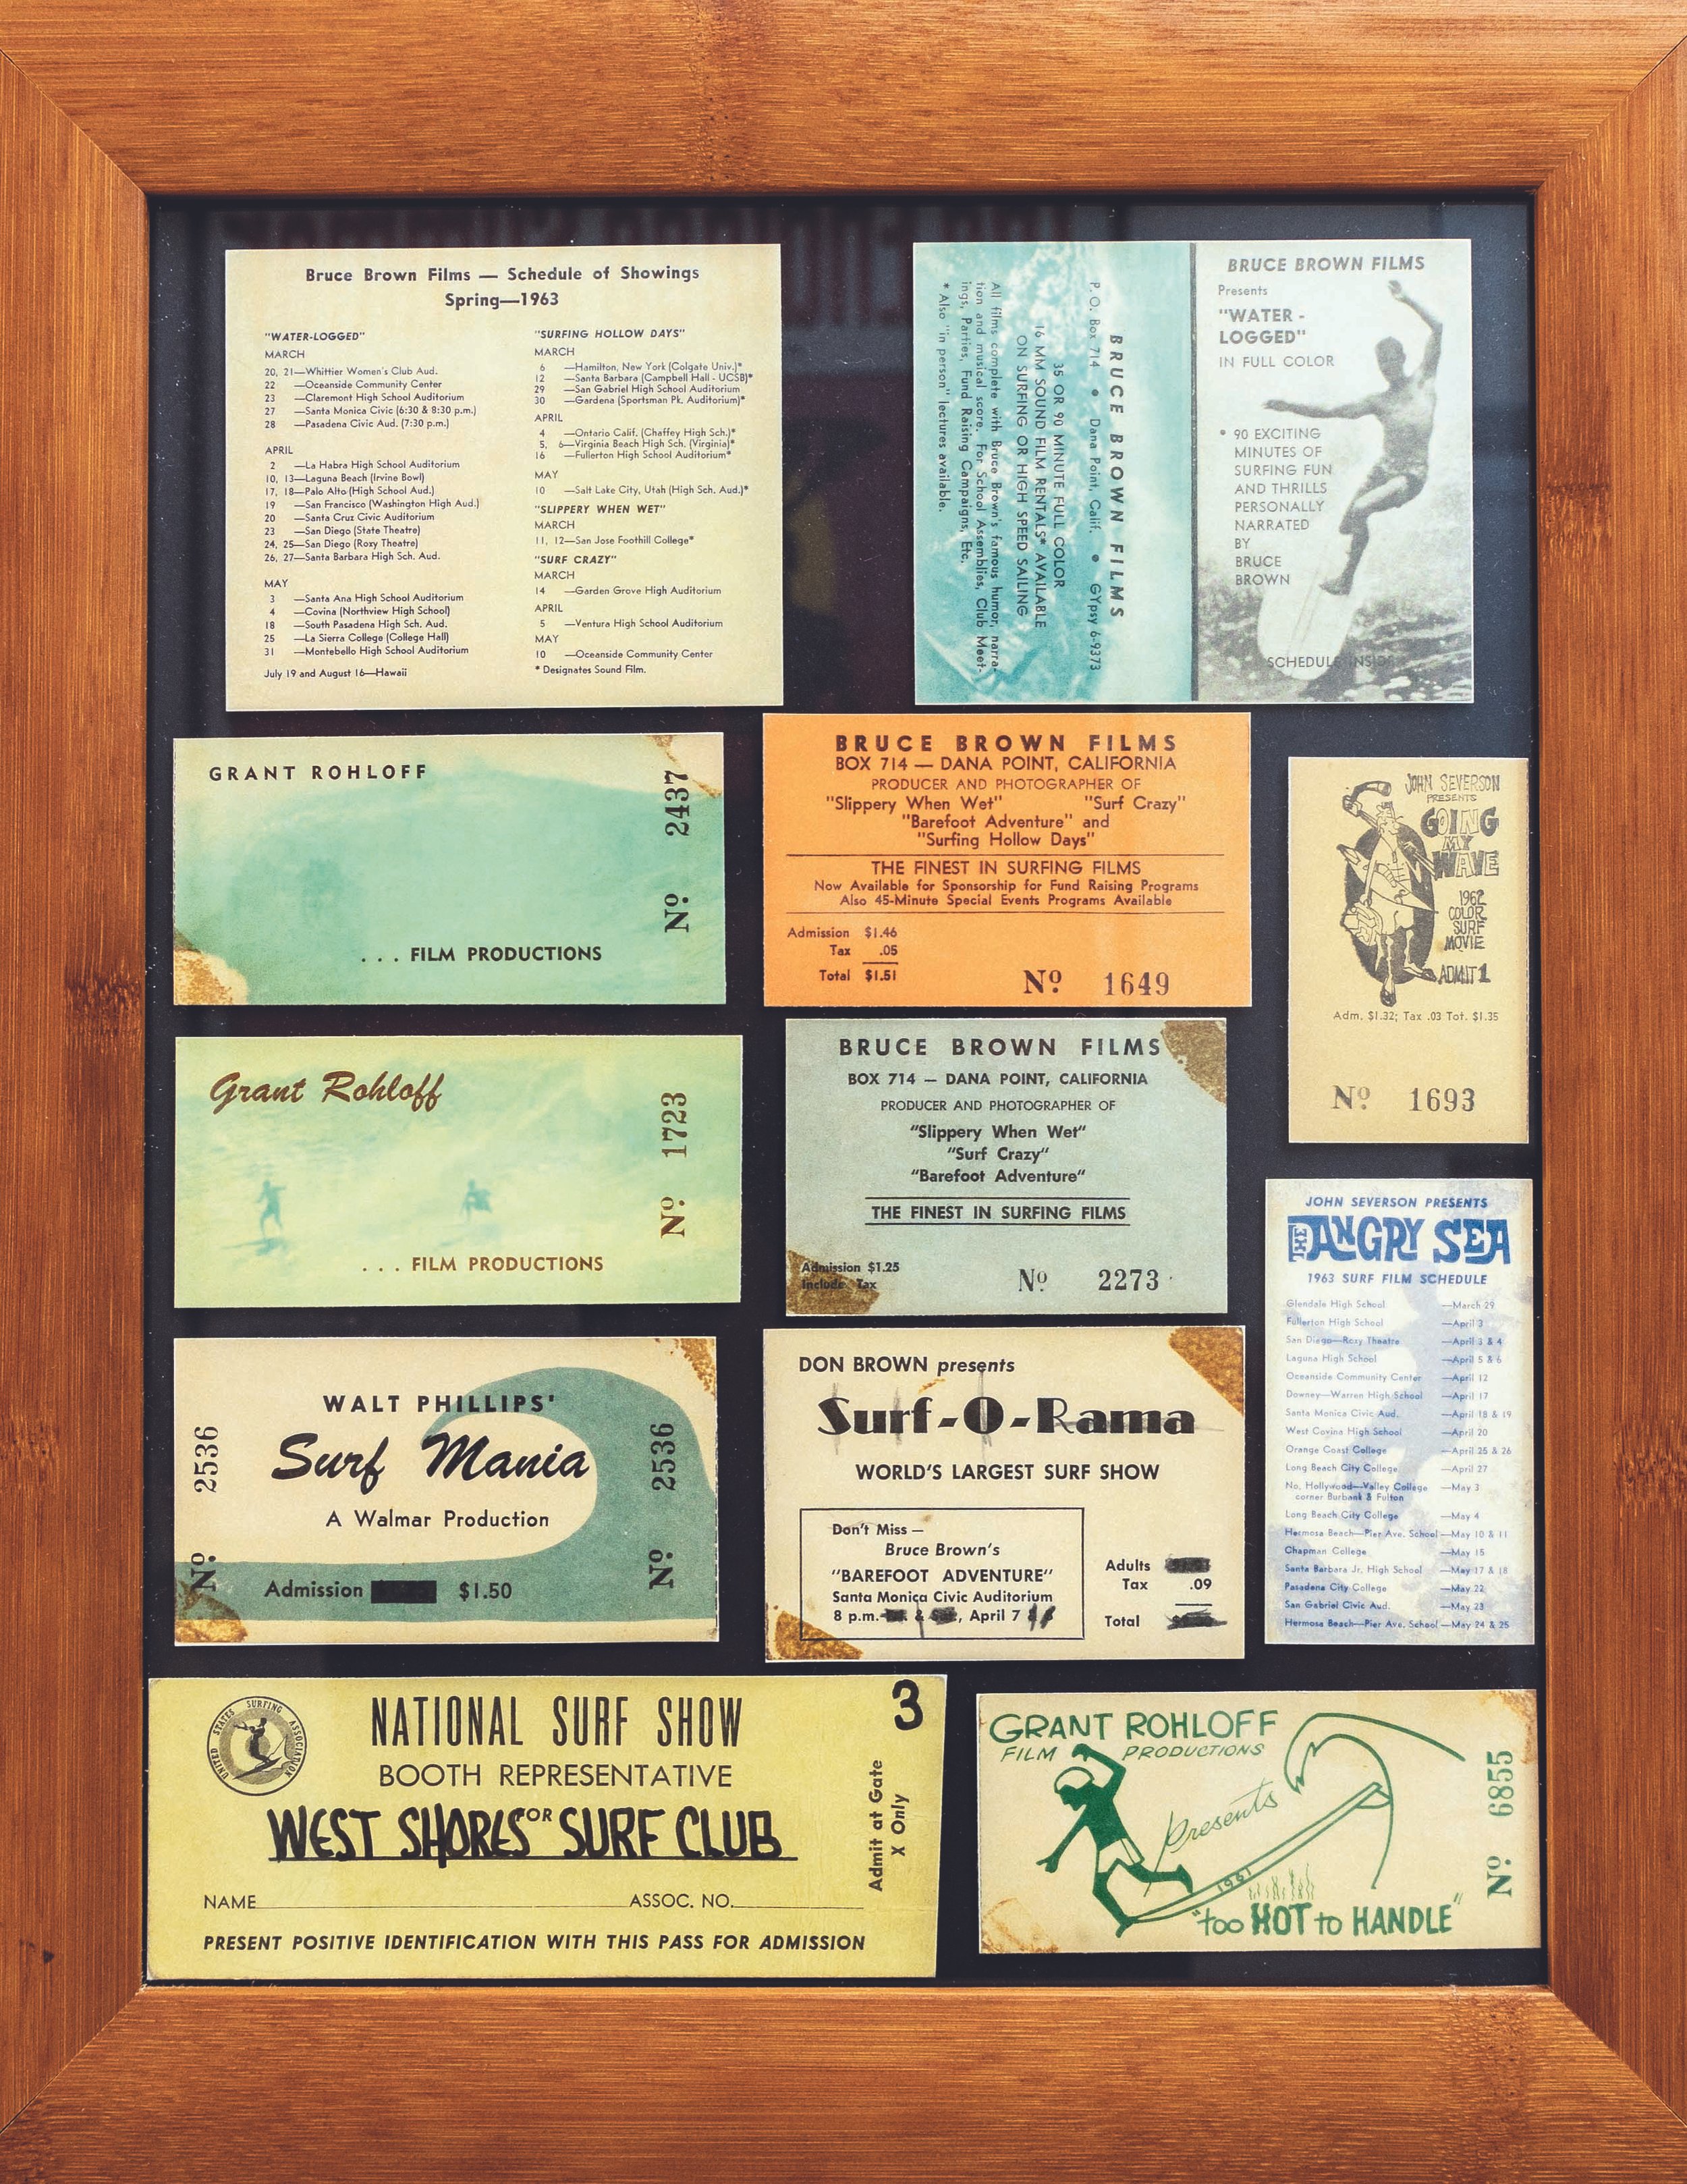 Bruce Brown Films — Schedule of Showings
Spring—1963
"WATER-LOGGED"
MARCH
20, 21—Whittier Women's Club Aud.
22 —Oceanside Community Center
23 —Claremont High School Auditorium
27 —Santa Monica Civic (6:30 & 8:30 p.m.)
28 —Pasadena Civic Aud. (7:30 p.m.)
APRIL
2 —La Habra High School Auditorium
10, 13—Laguna Beach (Irvine Bowl)
17, 18—Palo Alto (High School Aud.)
19 —San Francisco (Washington High Aud.)
20 —Santa Cruz Civic Auditorium
23 —San Diego (State Theatre)
24, 25—San Diego (Roxy Theatre)
26, 27—Santa Barbara High Sch. Aud.
MAY
3 —Santa Ana High School Auditorium
4 —Covina (Northview High School)
18 —South Pasadena High Sch. Aud.
25 —La Sierra College (College Hall)
31 —Montebello High School Auditorium
July 19 and August 16—Hawaii
"SURFING HOLLOW DAYS"
MARCH
6 —Hamilton, New York (Colgate Univ.)*
12 —Santa Barbara (Campbell Hall - UCSB)*
29 —San Gabriel High School Auditorium
30 —Gardena (Sportsman Pk. Auditorium)*
APRIL
4 —Ontario Calif. (Chaffey High Sch.)*
5, 6—Virginia Beach High Sch. (Virginia)*
16 —Fullerton High School Auditorium*
MAY
10 —Salt Lake City, Utah (High Sch. Aud.)*
"SLIPPERY WHEN WET"
MARCH
11, 12—San Jose Foothill College*
"SURF CRAZY"
MARCH
14 —Garden Grove High Auditorium
APRIL
5 —Ventura High School Auditorium
MAY
10 —Oceanside Community Center
* Designates Sound Film.
BRUCE BROWN FILMS
P.O. Box 714 • Dana Point, Calif. • GYpsy 6-9373
35 OR 90 MINUTE FULL COLOR
16 MM SOUND FILM RENTALS* AVAILABLE
ON SURFING OR HIGH SPEED SAILING
All films complete with Bruce Brown's famous humor, narra-
tion and musical score. For School Assemblies, Club Meet-
ings, Parties, Fund Raising Campaigns, Etc.
* Also "in person" lectures available.
BRUCE BROWN FILMS
Presents
"WATER -
LOGGED"
IN FULL COLOR
• 90 EXCITING
MINUTES OF
SURFING FUN
AND THRILLS
PERSONALLY
NARRATED
BY
BRUCE
BROWN
SCHEDULE INSIDE
GRANT ROHLOFF
. . . FILM PRODUCTIONS
Nº 2437
BRUCE BROWN FILMS
BOX 714 — DANA POINT, CALIFORNIA
PRODUCER AND PHOTOGRAPHER OF
"Slippery When Wet" "Surf Crazy"
"Barefoot Adventure" and
"Surfing Hollow Days"
THE FINEST IN SURFING FILMS
Now Available for Sponsorship for Fund Raising Programs
Also 45-Minute Special Events Programs Available
Admission $1.46
Tax .05
Total $1.51
Nº 1649
JOHN SEVERSON
PRESENTS
GOING
MY
WAVE
1962
COLOR
SURF
MOVIE
ADMIT 1
Adm. $1.32; Tax .03 Tot. $1.35
Nº 1693
Grant Rohloff
. . . FILM PRODUCTIONS
Nº 1723
BRUCE BROWN FILMS
BOX 714 — DANA POINT, CALIFORNIA
PRODUCER AND PHOTOGRAPHER OF
"Slippery When Wet"
"Surf Crazy"
"Barefoot Adventure"
THE FINEST IN SURFING FILMS
Admission $1.25
Include Tax
Nº 2273
JOHN SEVERSON PRESENTS
THE ANGRY SEA
1963 SURF FILM SCHEDULE
Glendale High School —March 29
Fullerton High School —April 3
San Diego—Roxy Theatre —April 3 & 4
Laguna High School —April 5 & 6
Oceanside Community Center —April 12
Downey—Warren High School —April 17
Santa Monica Civic Aud. —April 18 & 19
West Covina High School —April 20
Orange Coast College —April 25 & 26
Long Beach City College —April 27
No. Hollywood—Valley College —May 3
corner Burbank & Fulton
Long Beach City College —May 4
Hermosa Beach—Pier Ave. School —May 10 & 11
Chapman College —May 15
Santa Barbara Jr. High School —May 17 & 18
Pasadena City College —May 22
San Gabriel Civic Aud. —May 23
Hermosa Beach—Pier Ave. School —May 24 & 25
Nº 2536
WALT PHILLIPS'
Surf Mania
A Walmar Production
Admission $1.50
Nº 2536
DON BROWN presents
Surf-O-Rama
WORLD'S LARGEST SURF SHOW
Don't Miss —
Bruce Brown's
"BAREFOOT ADVENTURE"
Santa Monica Civic Auditorium
8 p.m. & , April 7
Adults
Tax .09
Total
UNITED STATES SURFING ASSOCIATION
NATIONAL SURF SHOW
BOOTH REPRESENTATIVE
WEST SHORES OR SURF CLUB
NAME ASSOC. NO.
PRESENT POSITIVE IDENTIFICATION WITH THIS PASS FOR ADMISSION
3
Admit at Gate
X Only
GRANT ROHLOFF
FILM PRODUCTIONS
Presents
1961
"too HOT to HANDLE"
Nº 6855